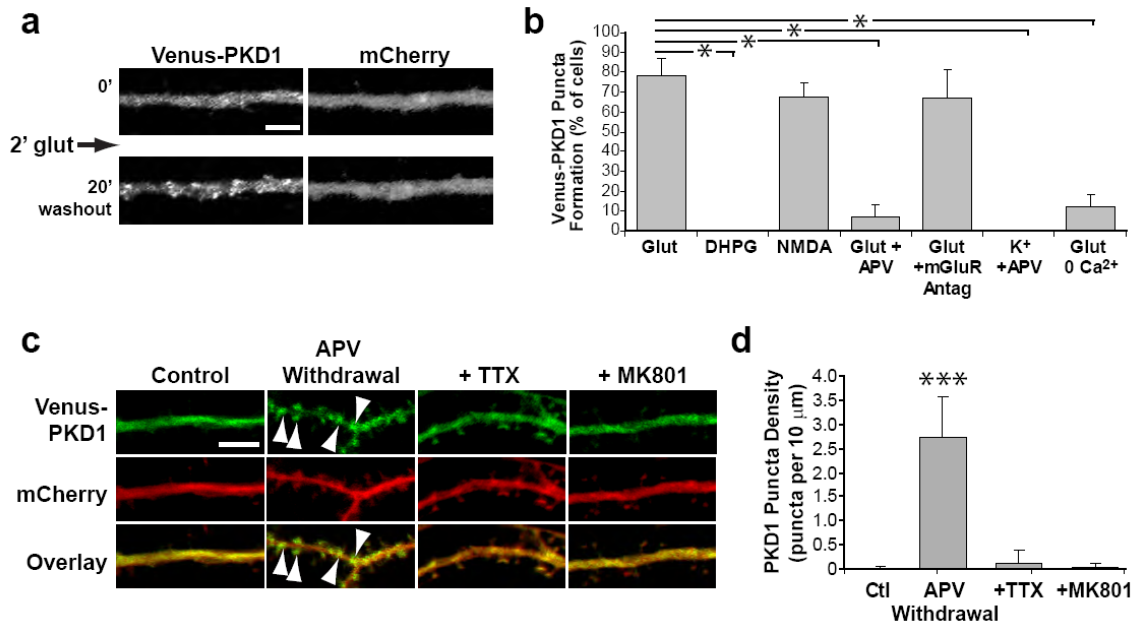 a
Venus-PKD1 mCherry
0'
2' glut
20'
washout
b
Venus-PKD1 Puncta
Formation (% of cells)
100
90
80
70
60
50
40
30
20
10
0
*
*
*
*
Glut DHPG NMDA Glut + APV Glut +mGluR Antag K⁺ +APV Glut 0 Ca²⁺
c
Control APV Withdrawal + TTX + MK801
Venus-
PKD1
mCherry
Overlay
d
PKD1 Puncta Density
(puncta per 10 µm)
4.0
3.5
3.0
2.5
2.0
1.5
1.0
0.5
0
***
Ctl APV Withdrawal +TTX +MK801